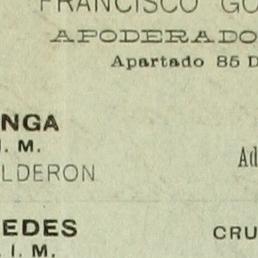 FRANCISCO GO
APODERADO
Apartado 85 D
NGA
I. M.
LDERON
Ad
EDES
. I. M.
CRU